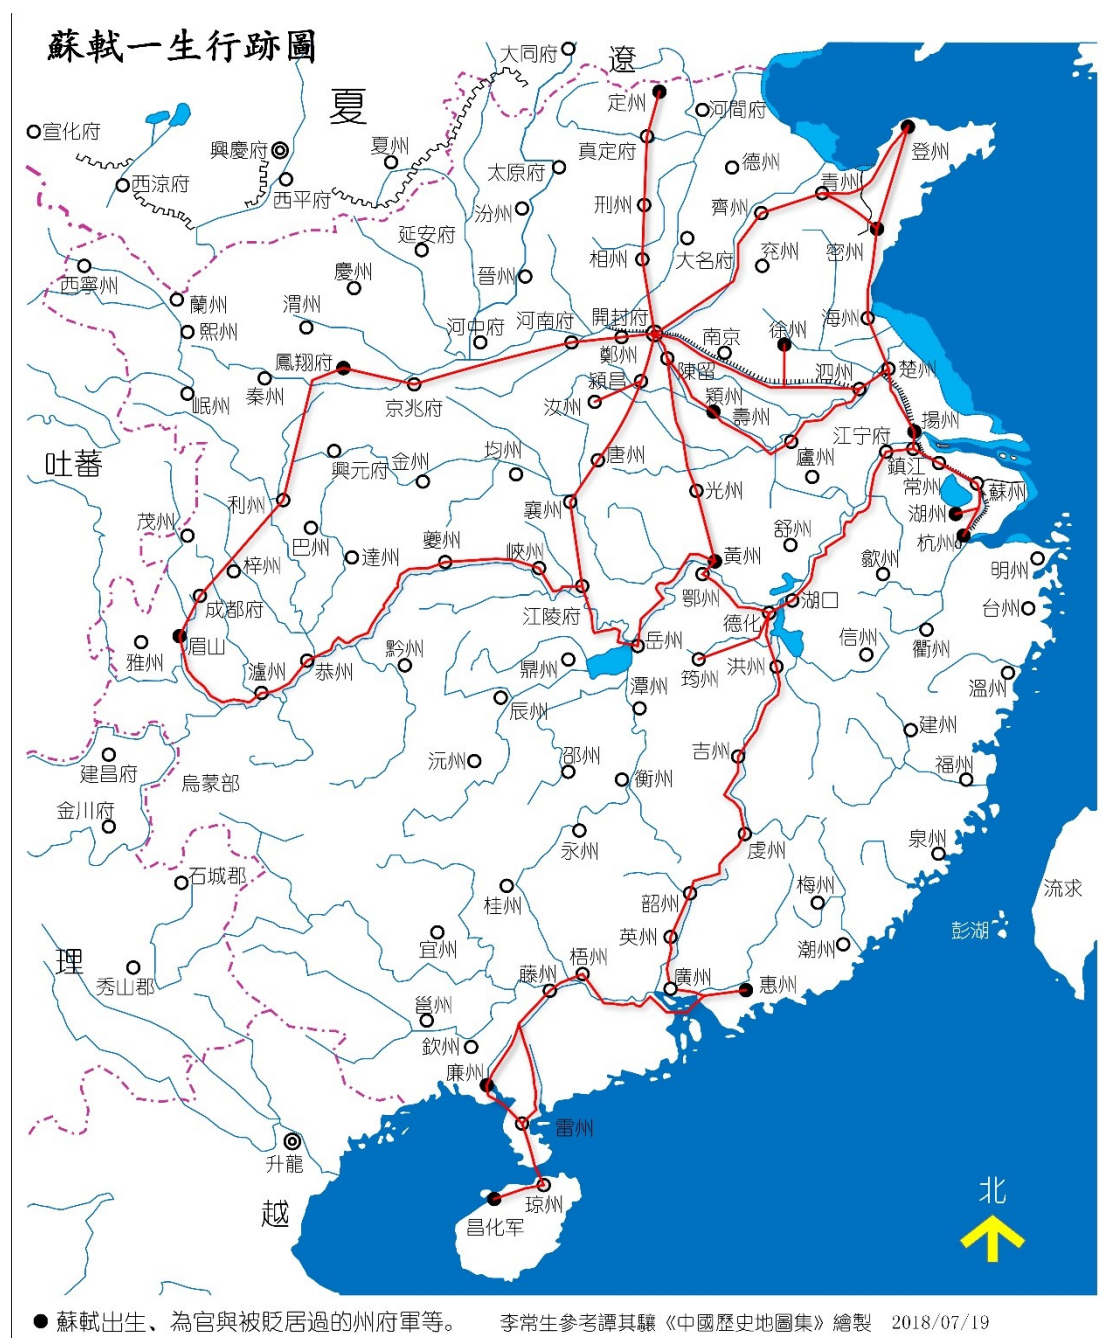 蘇軾一生行跡圖
大同府
遼
定州
河間府
夏
宣化府
興慶府
夏州
真定府
登州
西涼府
西平府
太原府
德州
青州
汾州
刑州
齊州
延安府
相州
大名府
兗州
密州
西寧州
慶州
晉州
蘭州
渭州
河中府
河南府
開封府
南京
徐州
海州
熙州
鳳翔府
鄭州
陳留
泗州
楚州
岷州
秦州
京兆府
潁昌
汝州
潁州
壽州
揚州
江宁府
吐蕃
興元府
金州
均州
唐州
廬州
鎮江
常州
蘇州
利州
襄州
光州
湖州
茂州
巴州
達州
夔州
峽州
舒州
杭州
梓州
黃州
歙州
明州
成都府
江陵府
鄂州
湖口
台州
眉山
德化
雅州
黔州
岳州
信州
衢州
瀘州
恭州
鼎州
筠州
洪州
溫州
辰州
潭州
建州
建昌府
烏蒙部
沅州
邵州
衡州
吉州
福州
金川府
永州
虔州
泉州
石城郡
桂州
韶州
梅州
流求
宜州
英州
潮州
彭湖
理
秀山郡
藤州
梧州
廣州
惠州
邕州
欽州
廉州
雷州
升龍
越
琼州
昌化军
北
● 蘇軾出生、為官與被貶居過的州府軍等。 李常生參考譚其驤《中國歷史地圖集》繪製 2018/07/19